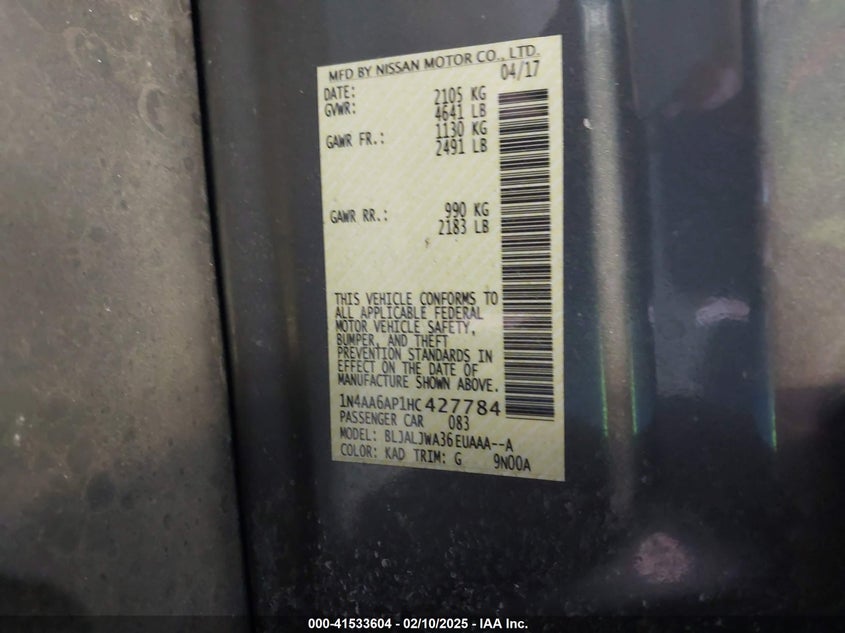 MFD BY NISSAN MOTOR CO., LTD.
DATE: 04/17
GVWR: 2105 KG
4641 LB
GAWR FR.: 1130 KG
2491 LB
GAWR RR.: 990 KG
2183 LB
THIS VEHICLE CONFORMS TO
ALL APPLICABLE FEDERAL
MOTOR VEHICLE SAFETY,
BUMPER, AND THEFT
PREVENTION STANDARDS IN
EFFECT ON THE DATE OF
MANUFACTURE SHOWN ABOVE.
1N4AA6AP1HC427784
PASSENGER CAR 083
MODEL: BLJALJWA36EUAAA--A
COLOR: KAD TRIM: G 9N00A
000-41533604 - 02/10/2025 - IAA Inc.